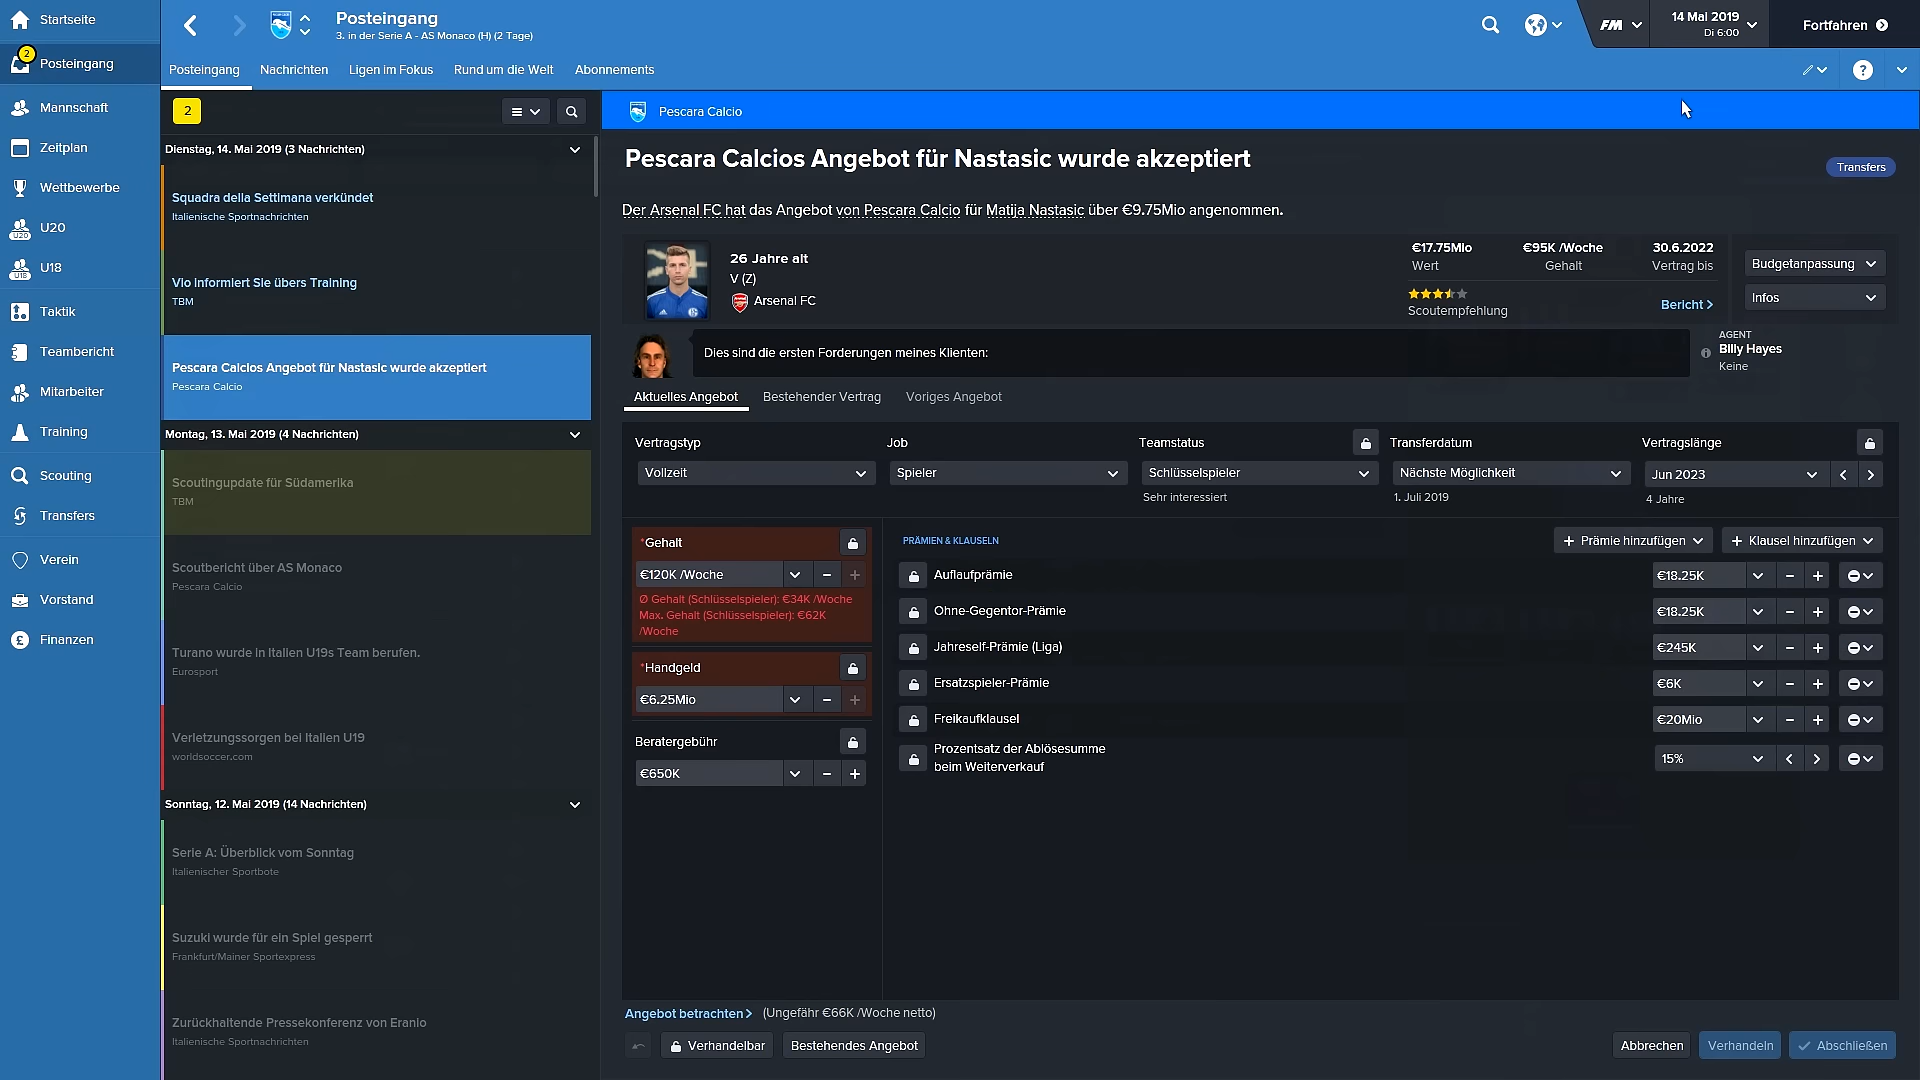 Startseite
2
Posteingang
Mannschaft
Zeitplan
Wettbewerbe
U20
U20
U18
U18
Taktik
Teambericht
Mitarbeiter
Training
Scouting
Transfers
Verein
Vorstand
Finanzen
Posteingang
3. in der Serie A - AS Monaco (H) (2 Tage)
FM
14 Mai 2019
Di 6:00
Fortfahren
Posteingang
Nachrichten
Ligen im Fokus
Rund um die Welt
Abonnements
?
2
Dienstag, 14. Mai 2019 (3 Nachrichten)
Squadra della Settimana verkündet
Italienische Sportnachrichten
Vio informiert Sie übers Training
TBM
Pescara Calcios Angebot für Nastasic wurde akzeptiert
Pescara Calcio
Montag, 13. Mai 2019 (4 Nachrichten)
Scoutingupdate für Südamerika
TBM
Scoutbericht über AS Monaco
Pescara Calcio
Turano wurde in Italien U19s Team berufen.
Eurosport
Verletzungssorgen bei Italien U19
worldsoccer.com
Sonntag, 12. Mai 2019 (14 Nachrichten)
Serie A: Überblick vom Sonntag
Italienischer Sportbote
Suzuki wurde für ein Spiel gesperrt
Frankfurt/Mainer Sportexpress
Zurückhaltende Pressekonferenz von Eranio
Italienische Sportnachrichten
Pescara Calcio
Pescara Calcios Angebot für Nastasic wurde akzeptiert
Transfers
Der Arsenal FC hat das Angebot von Pescara Calcio für Matija Nastasic über €9.75Mio angenommen.
26 Jahre alt
V (Z)
Arsenal FC
€17.75Mio
Wert
€95K /Woche
Gehalt
30.6.2022
Vertrag bis
Scoutempfehlung
Bericht >
Budgetanpassung
Infos
Dies sind die ersten Forderungen meines Klienten:
AGENT
Billy Hayes
Keine
Aktuelles Angebot
Bestehender Vertrag
Voriges Angebot
Vertragstyp
Vollzeit
Job
Spieler
Teamstatus
Schlüsselspieler
Sehr interessiert
Transferdatum
Nächste Möglichkeit
1. Juli 2019
Vertragslänge
Jun 2023
4 Jahre
*Gehalt
€120K /Woche
Ø Gehalt (Schlüsselspieler): €34K /Woche
Max. Gehalt (Schlüsselspieler): €62K
/Woche
*Handgeld
€6.25Mio
Beratergebühr
€650K
PRÄMIEN & KLAUSELN
+ Prämie hinzufügen
+ Klausel hinzufügen
Auflaufprämie
€18.25K
Ohne-Gegentor-Prämie
€18.25K
Jahreself-Prämie (Liga)
€245K
Ersatzspieler-Prämie
€6K
Freikaufklausel
€20Mio
Prozentsatz der Ablösesumme
beim Weiterverkauf
15%
Angebot betrachten >
(Ungefähr €66K /Woche netto)
Verhandelbar
Bestehendes Angebot
Abbrechen
Verhandeln
Abschließen